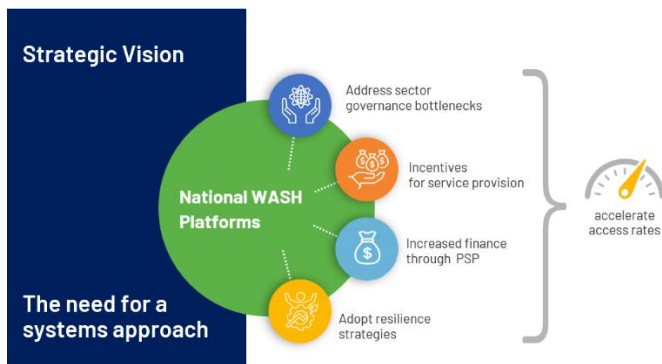 Strategic Vision
Address sector
governance bottlenecks
National WASH
Platforms
Incentives
for service provision
Increased finance
through PSP
Adopt resilience
strategies
accelerate
access rates
The need for a
systems approach